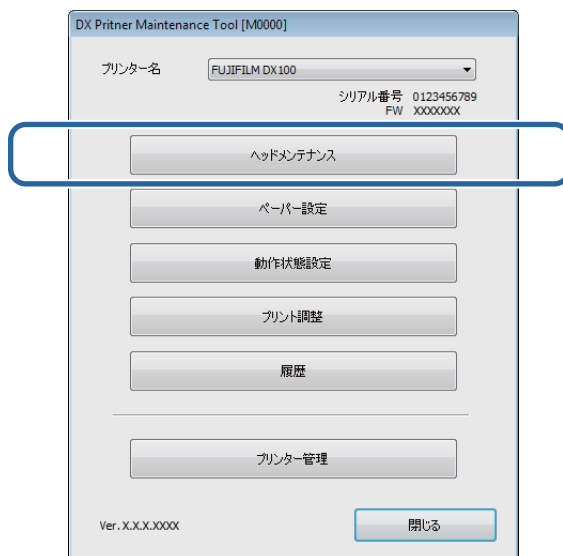 DX Pritner Maintenance Tool [M0000]
プリンター名 FUJIFILM DX100
シリアル番号 0123456789
FW XXXXXXX
ヘッドメンテナンス
ペーパー設定
動作状態設定
プリント調整
履歴
プリンター管理
Ver. X.X.X.XXXX 閉じる